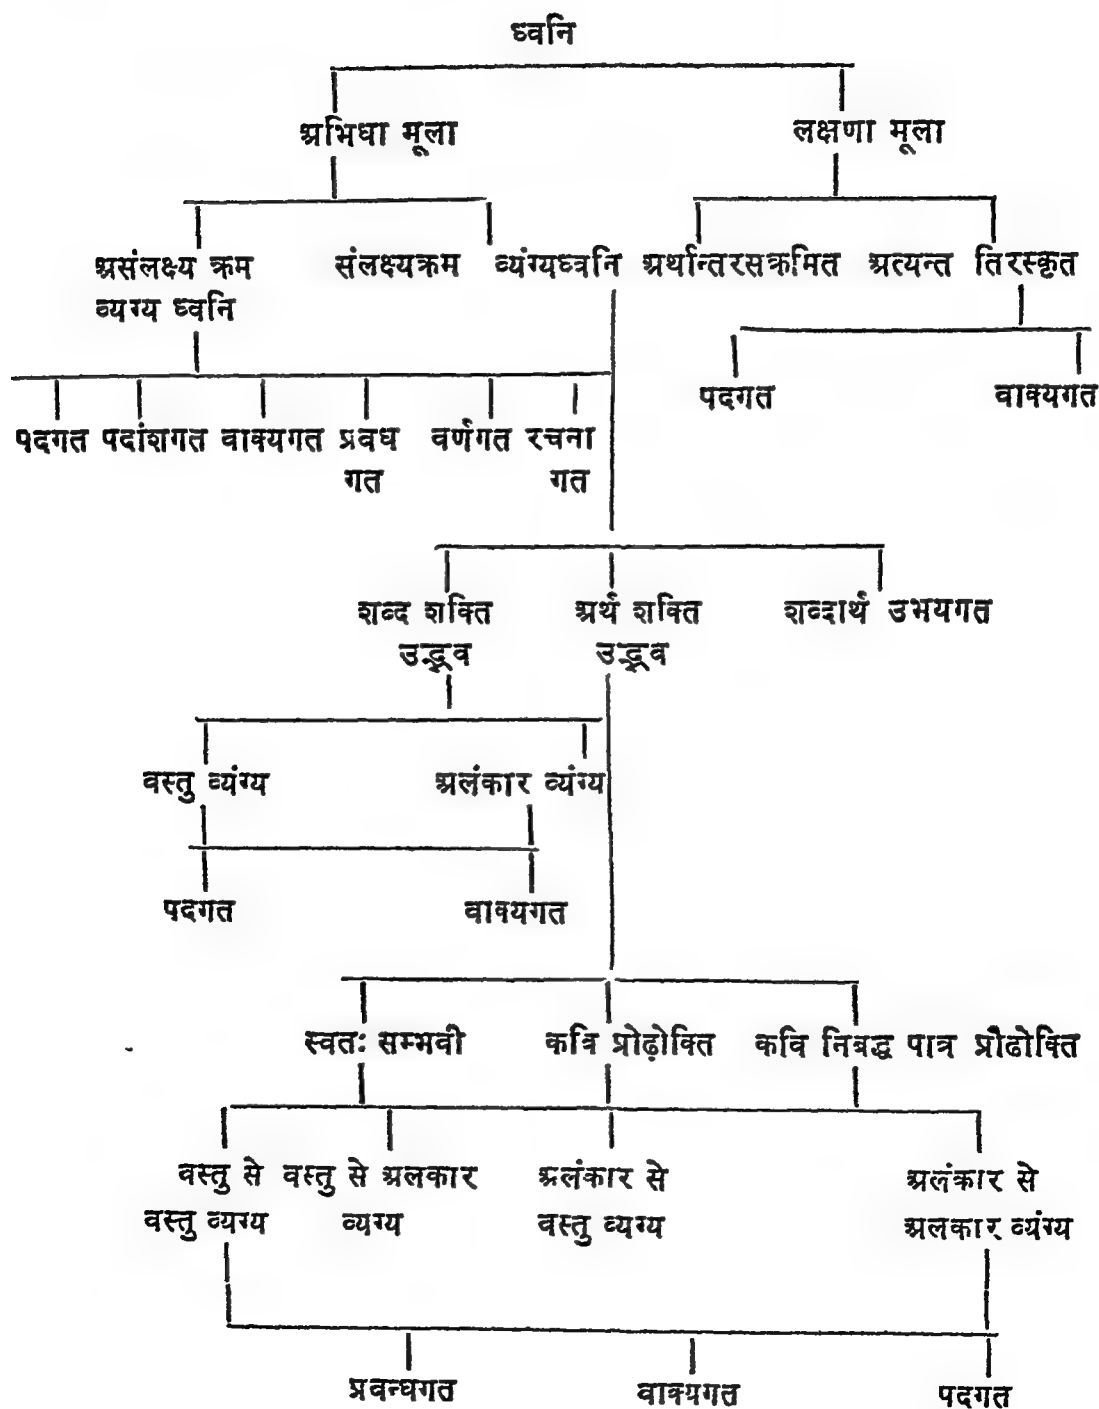 ध्वनि
अभिधा मूला लक्षणा मूला
असंलक्ष्य क्रम संलक्ष्यक्रम व्यंग्यध्वनि अर्थान्तरसक्रमित अत्यन्त तिरस्कृत
व्यग्य ध्वनि
पदगत वाक्यगत
पदगत पदांशगत वाक्यगत प्रवध वर्णगत रचना
गत गत
शब्द शक्ति अर्थ शक्ति शब्दार्थ उभयगत
उद्भव उद्भव
वस्तु व्यंग्य अलंकार व्यंग्य
पदगत वाक्यगत
स्वतः सम्भवी कवि प्रोढ़ोक्ति कवि निबद्ध पात्र प्रौढोक्ति
वस्तु से वस्तु से अलकार अलंकार से अलंकार से
वस्तु व्यग्य व्यग्य वस्तु व्यग्य अलकार व्यंग्य
प्रवन्धगत वाक्यगत पदगत